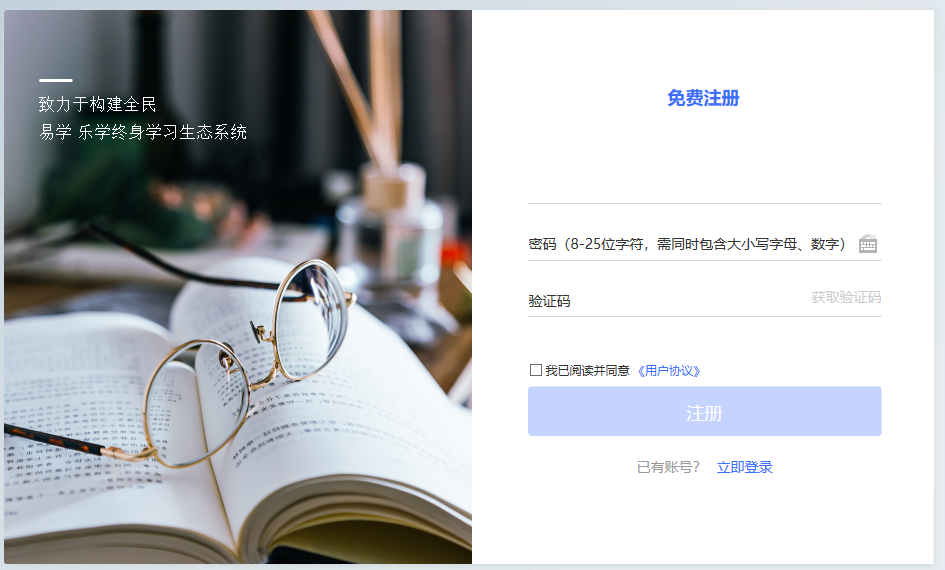 致力于构建全民
易学 乐学终身学习生态系统
免费注册
密码（8-25位字符，需同时包含大小写字母、数字）
验证码
获取验证码
我已阅读并同意 《用户协议》
注册
已有账号？ 立即登录